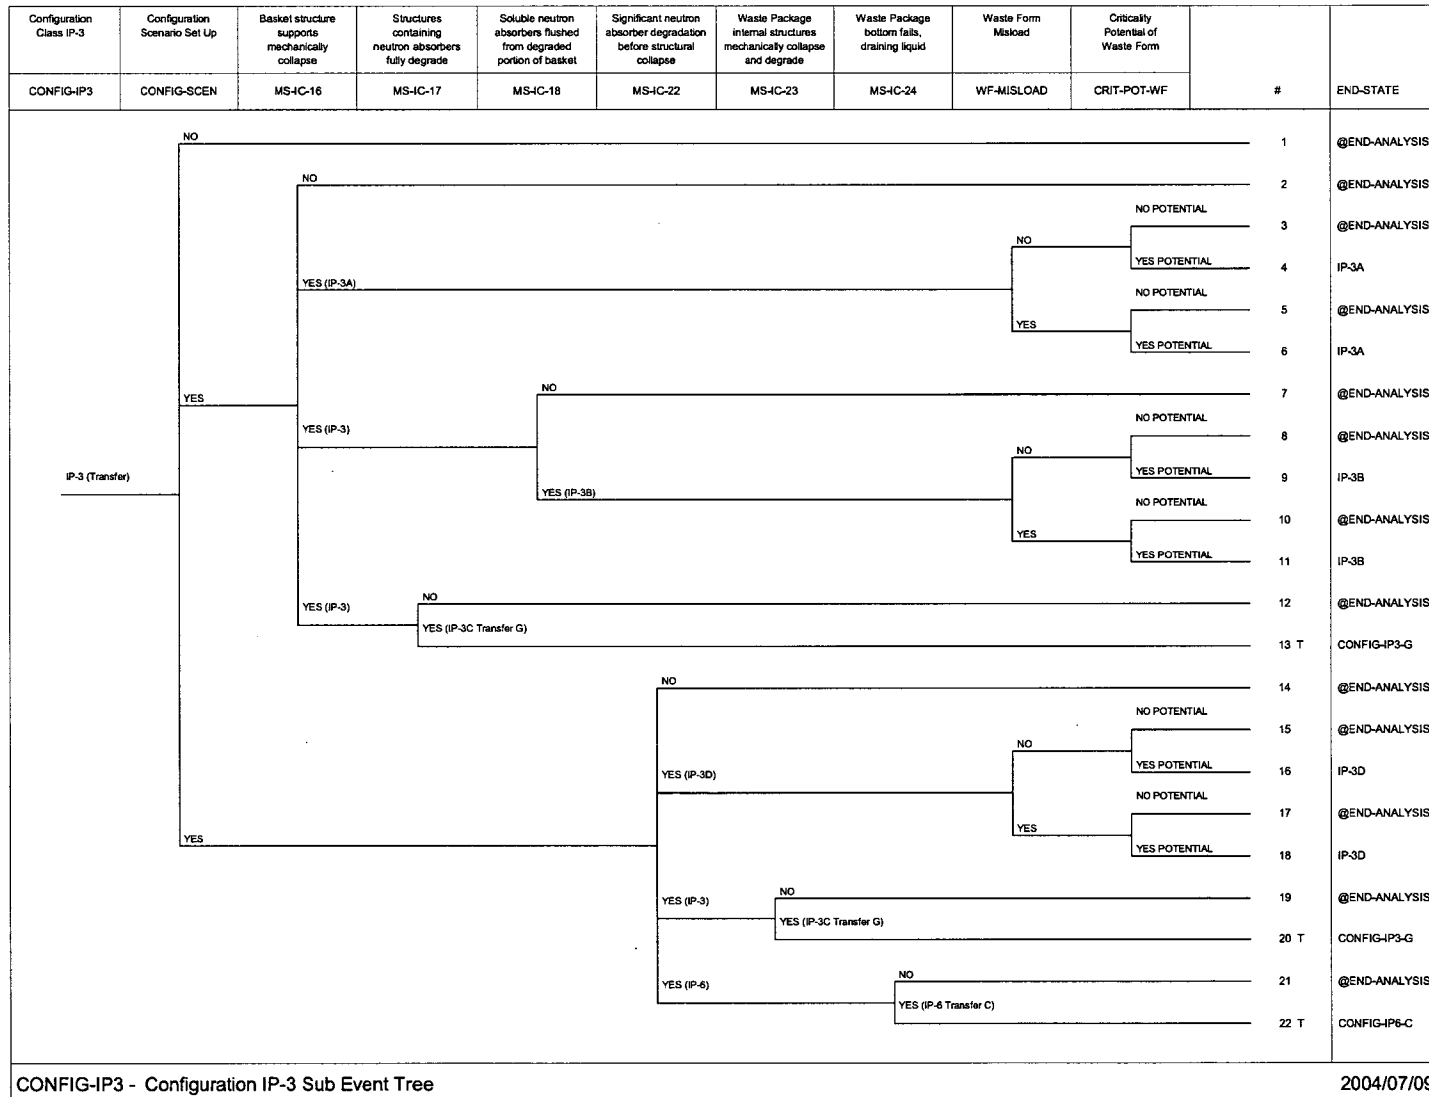 Configuration
Class IP-3
Configuration
Scenario Set Up
Basket structure
supports
mechanically
collapse
Structures
containing
neutron absorbers
fully degrade
Soluble neutron
absorbers flushed
from degraded
portion of basket
Significant neutron
absorber degradation
before structural
collapse
Waste Package
internal structures
mechanically collapse
and degrade
Waste Package
bottom fails,
draining liquid
Waste Form
Misload
Criticality
Potential of
Waste Form
CONFIG-IP3 CONFIG-SCEN MS-IC-16 MS-IC-17 MS-IC-18 MS-IC-22 MS-IC-23 MS-IC-24 WF-MISLOAD CRIT-POT-WF # END-STATE
NO
1 @END-ANALYSIS
NO
2 @END-ANALYSIS
NO POTENTIAL
3 @END-ANALYSIS
NO
YES POTENTIAL
4 IP-3A
YES (IP-3A)
NO POTENTIAL
5 @END-ANALYSIS
YES
YES POTENTIAL
6 IP-3A
NO
7 @END-ANALYSIS
YES
NO POTENTIAL
YES (IP-3)
8 @END-ANALYSIS
NO
YES POTENTIAL
9 IP-3B
IP-3 (Transfer)
YES (IP-3B)
NO POTENTIAL
10 @END-ANALYSIS
YES
YES POTENTIAL
11 IP-3B
NO
12 @END-ANALYSIS
YES (IP-3)
YES (IP-3C Transfer G)
13 T CONFIG-IP3-G
NO
14 @END-ANALYSIS
NO POTENTIAL
15 @END-ANALYSIS
NO
YES POTENTIAL
16 IP-3D
YES (IP-3D)
NO POTENTIAL
17 @END-ANALYSIS
YES
YES
YES POTENTIAL
18 IP-3D
NO
19 @END-ANALYSIS
YES (IP-3)
YES (IP-3C Transfer G)
20 T CONFIG-IP3-G
NO
21 @END-ANALYSIS
YES (IP-6)
YES (IP-6 Transfer C)
22 T CONFIG-IP6-C
CONFIG-IP3 - Configuration IP-3 Sub Event Tree 2004/07/09